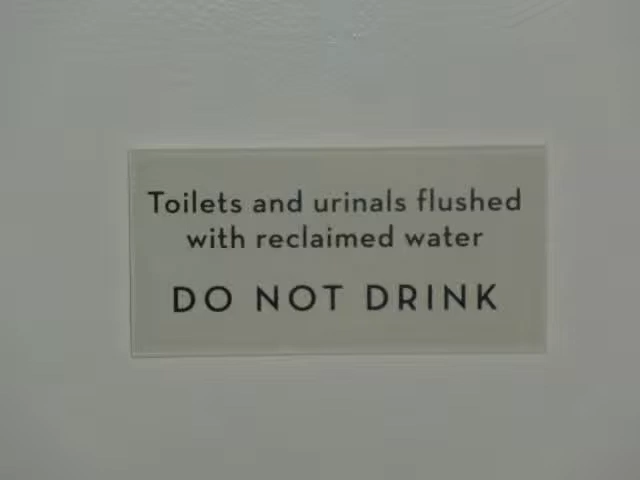 Toilets and urinals flushed
with reclaimed water
DO NOT DRINK